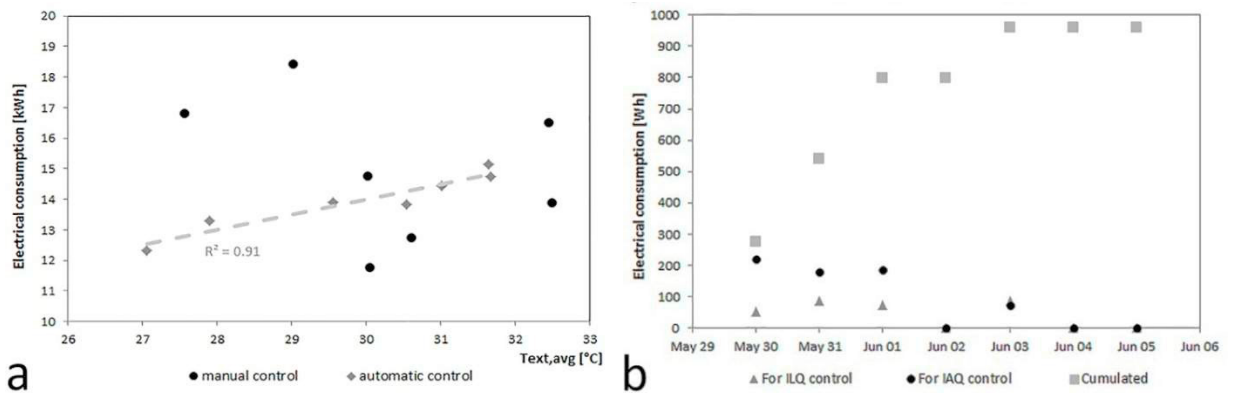 20
19
18
17
16
15
14
13
12
11
10
Electrical consumption [kWh]
R² = 0.91
26 27 28 29 30 31 32 33
Text,avg [°C]
manual control automatic control
a
1000
900
800
700
600
500
400
300
200
100
0
Electrical consumption [Wh]
May 29 May 30 May 31 Jun 01 Jun 02 Jun 03 Jun 04 Jun 05 Jun 06
For ILQ control For IAQ control Cumulated
b